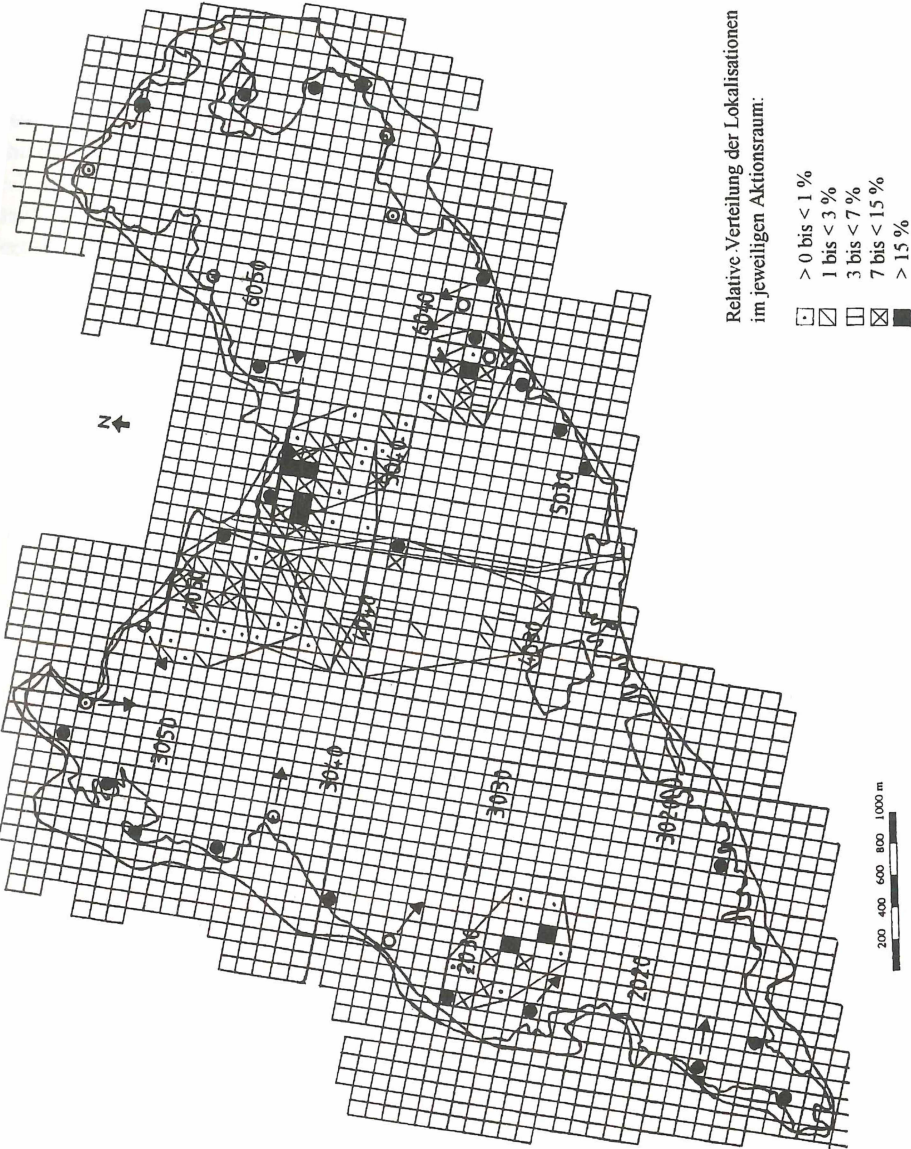 N
6050
6040
5040
5030
4050
4040
4030
3050
3040
3030
3020
2030
2020
Relative Verteilung der Lokalisationen
im jeweiligen Aktionsraum:
> 0 bis < 1 %
1 bis < 3 %
3 bis < 7 %
7 bis < 15 %
> 15 %
200 400 600 800 1000 m